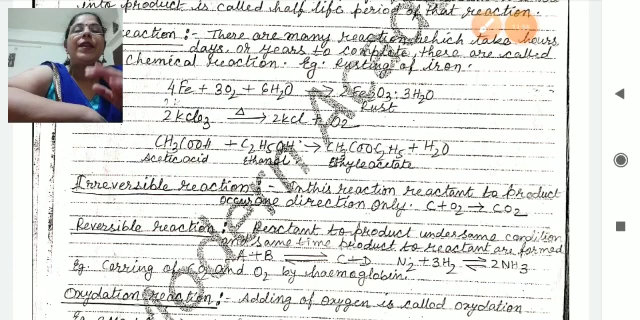 into product is called half life period of that reaction.
reaction :- There are many reaction which take hours
days, or years to complete, these are called
chemical reaction. Eg: Rusting of iron:
4Fe + 3O2 + 6H2O → 2Fe2O3. 3H2O
Rust
2KClO3 Δ→ 2KCl + O2
CH3COOH + C2H5OH → CH3COOC2H5 + H2O
Acetic acid Ethanol Ethyleactate
Irreversible reaction :- In this reaction reactant to product
occur one direction only. C + O2 → CO2
Reversible reaction :- Reactant to product under same condition
and same time product to reactant are formed
A + B ⇌ C + D N2 + 3H2 ⇌ 2NH3
Eg: Carring of and O2 by haemoglobin.
Oxydation reaction :- Adding of oxygen is called oxydation
Modern